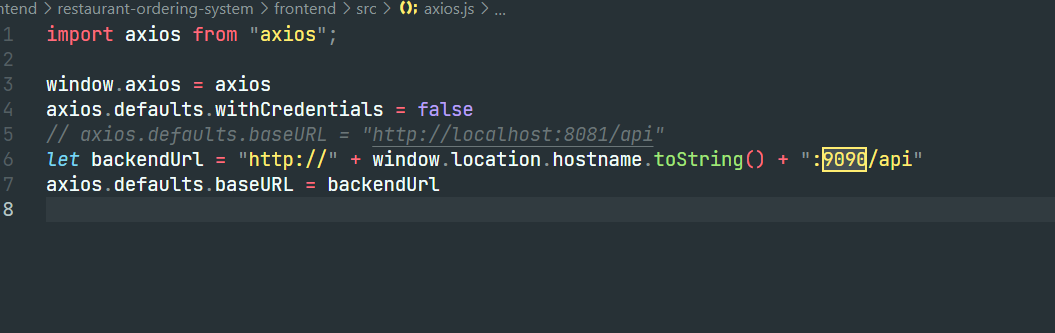 ntend > restaurant-ordering-system > frontend > src > axios.js > ...
1 import axios from "axios";
2
3 window.axios = axios
4 axios.defaults.withCredentials = false
5 // axios.defaults.baseURL = "http://localhost:8081/api"
6 let backendUrl = "http://" + window.location.hostname.toString() + ":9090/api"
7 axios.defaults.baseURL = backendUrl
8